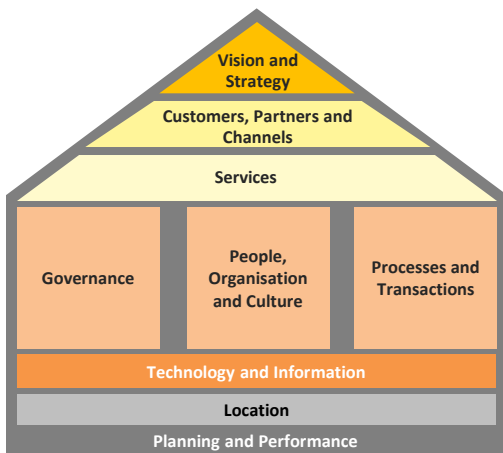 Vision and
Strategy
Customers, Partners and
Channels
Services
Governance
People,
Organisation
and Culture
Processes and
Transactions
Technology and Information
Location
Planning and Performance